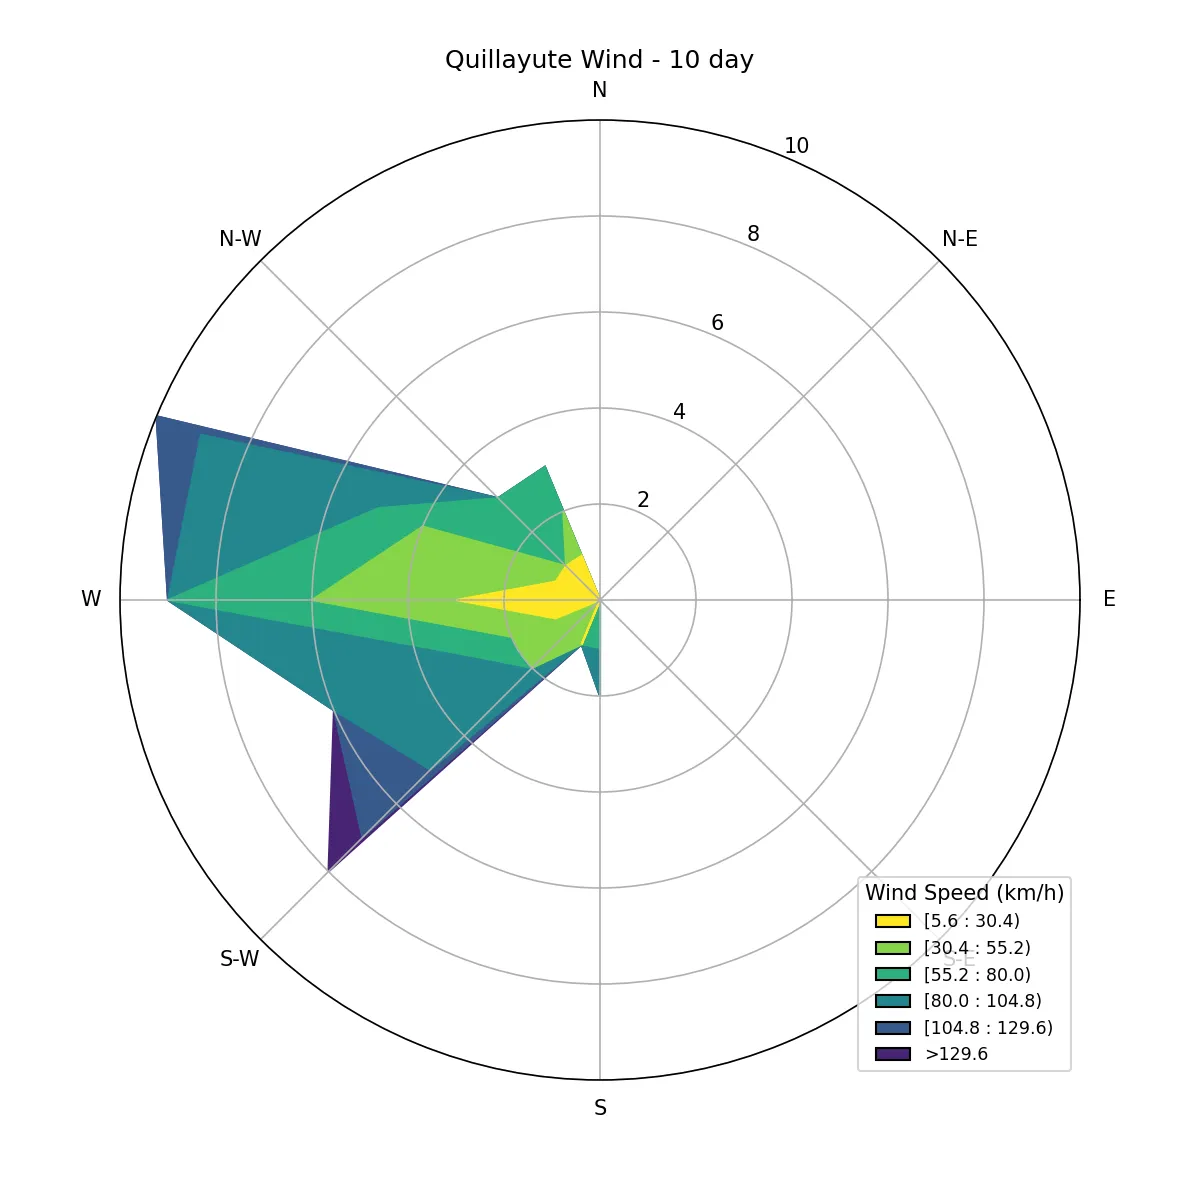 Quillayute Wind - 10 day
N
10
N-W
8
N-E
6
4
2
W
E
S-W
S-E
S
Wind Speed (km/h)
[5.6 : 30.4)
[30.4 : 55.2)
[55.2 : 80.0)
[80.0 : 104.8)
[104.8 : 129.6)
>129.6